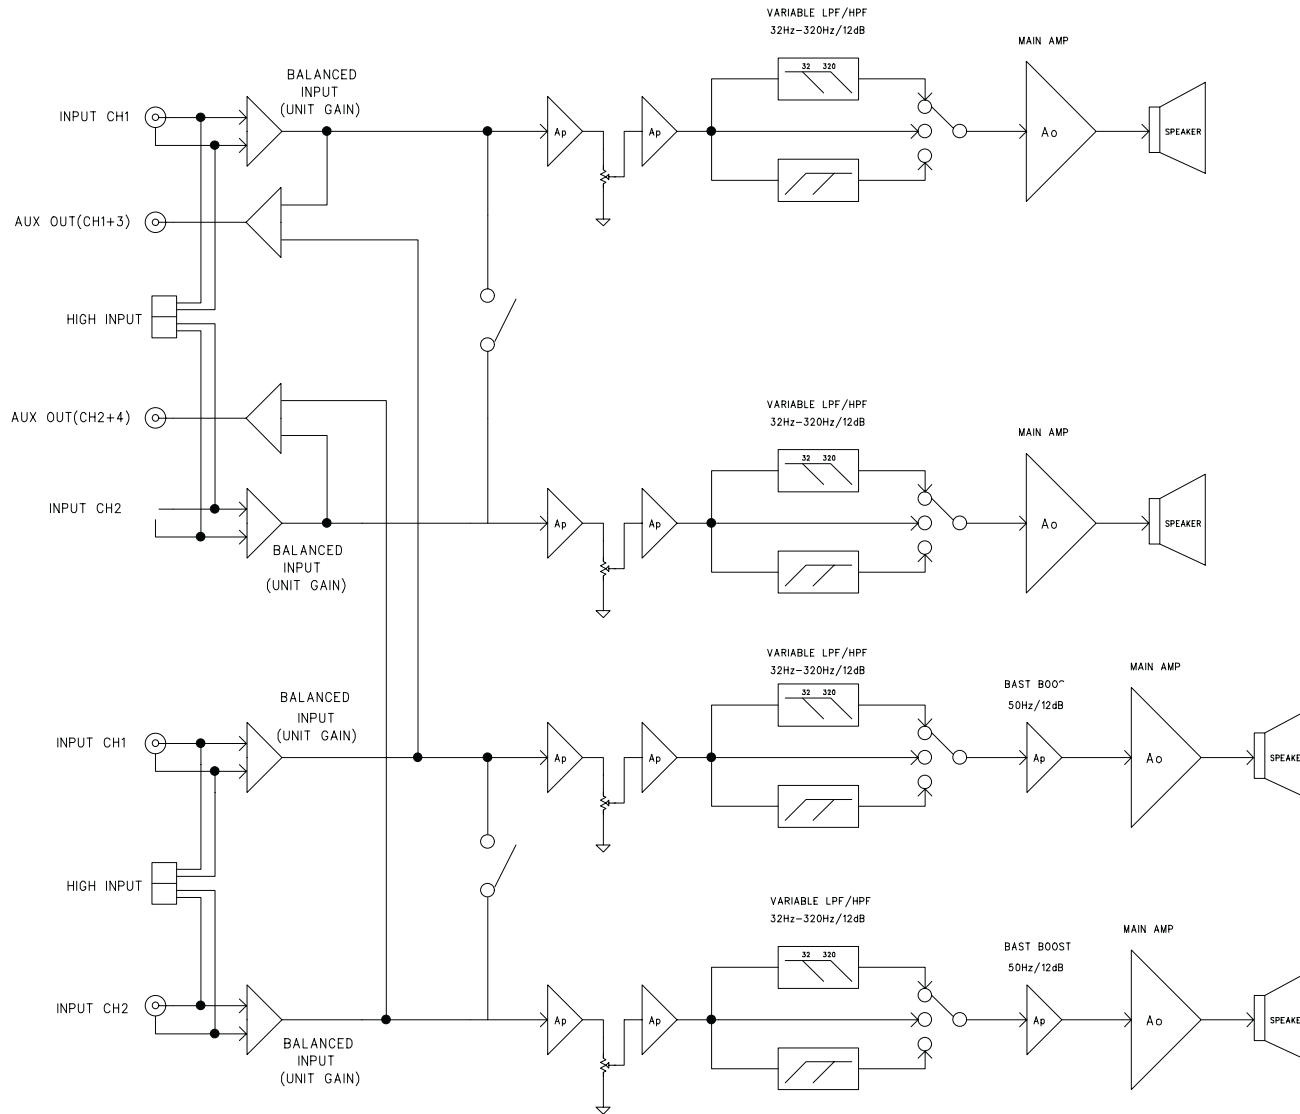 VARIABLE LPF/HPF
32Hz-320Hz/12dB
MAIN AMP
BALANCED
INPUT
(UNIT GAIN)
INPUT CH1
32 320
Ap
Ap
Ao
SPEAKER
AUX OUT(CH1+3)
HIGH INPUT
AUX OUT(CH2+4)
VARIABLE LPF/HPF
32Hz-320Hz/12dB
MAIN AMP
32 320
INPUT CH2
Ap
Ap
Ao
SPEAKER
BALANCED
INPUT
(UNIT GAIN)
VARIABLE LPF/HPF
32Hz-320Hz/12dB
MAIN AMP
BAST BOO
50Hz/12dB
BALANCED
INPUT
(UNIT GAIN)
32 320
INPUT CH1
Ap
Ap
Ap
Ao
SPEAKE
HIGH INPUT
VARIABLE LPF/HPF
32Hz-320Hz/12dB
MAIN AMP
BAST BOOST
50Hz/12dB
32 320
INPUT CH2
Ap
Ap
Ap
Ao
SPEAKE
BALANCED
INPUT
(UNIT GAIN)